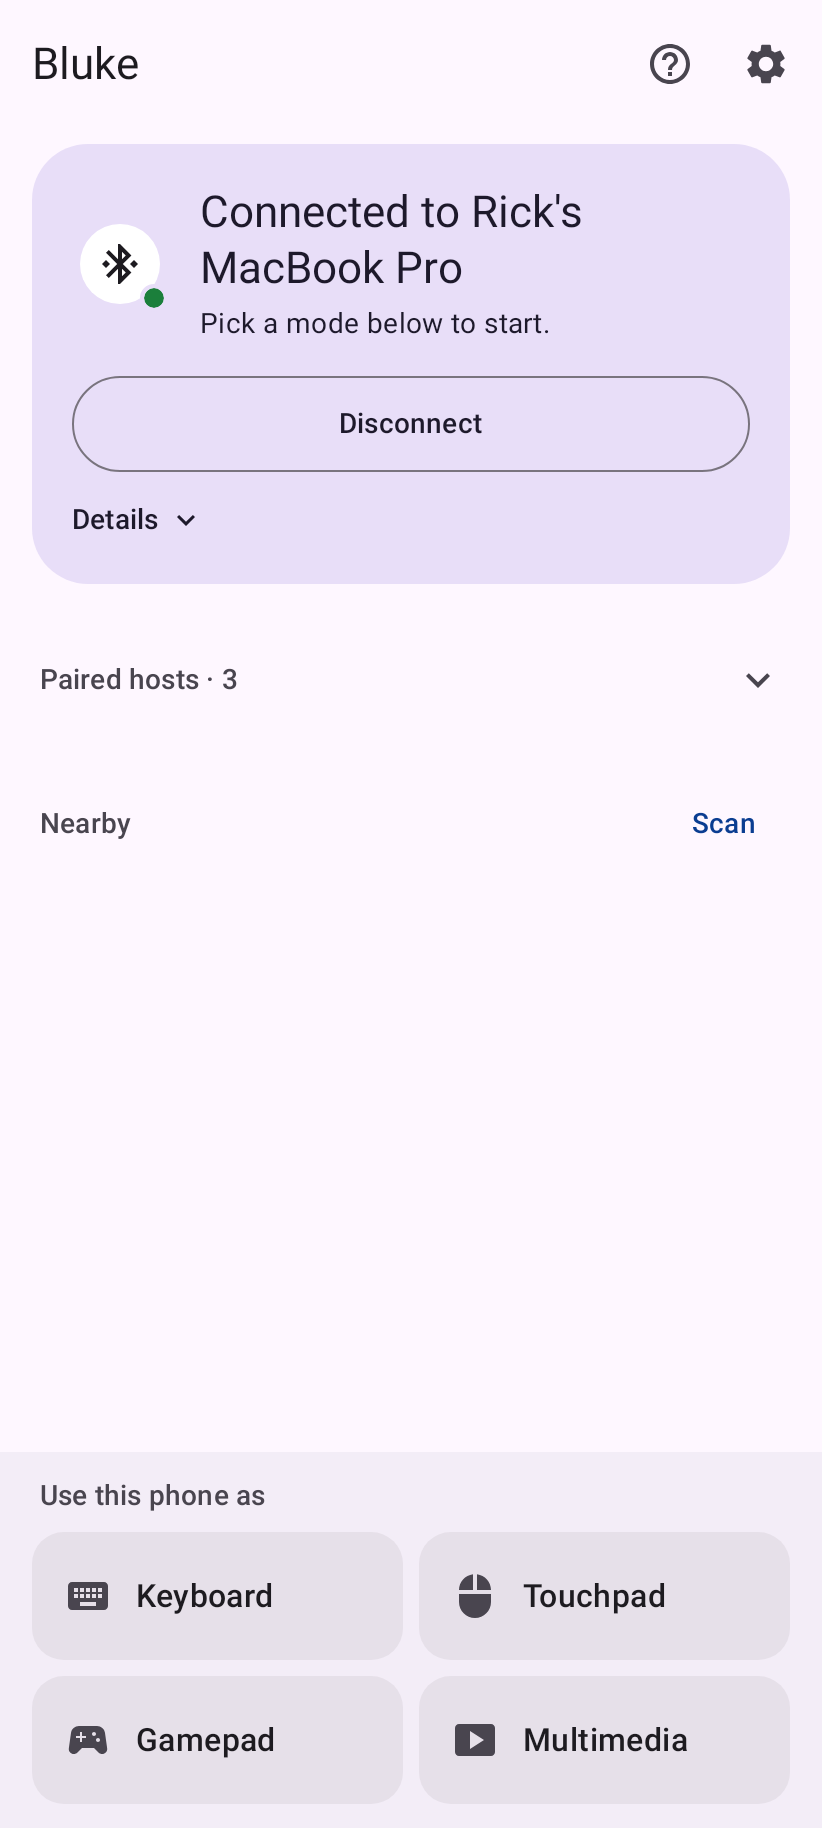 Bluke
Connected to Rick's
MacBook Pro
Pick a mode below to start.
Disconnect
Details
Paired hosts · 3
Nearby
Scan
Use this phone as
Keyboard
Touchpad
Gamepad
Multimedia